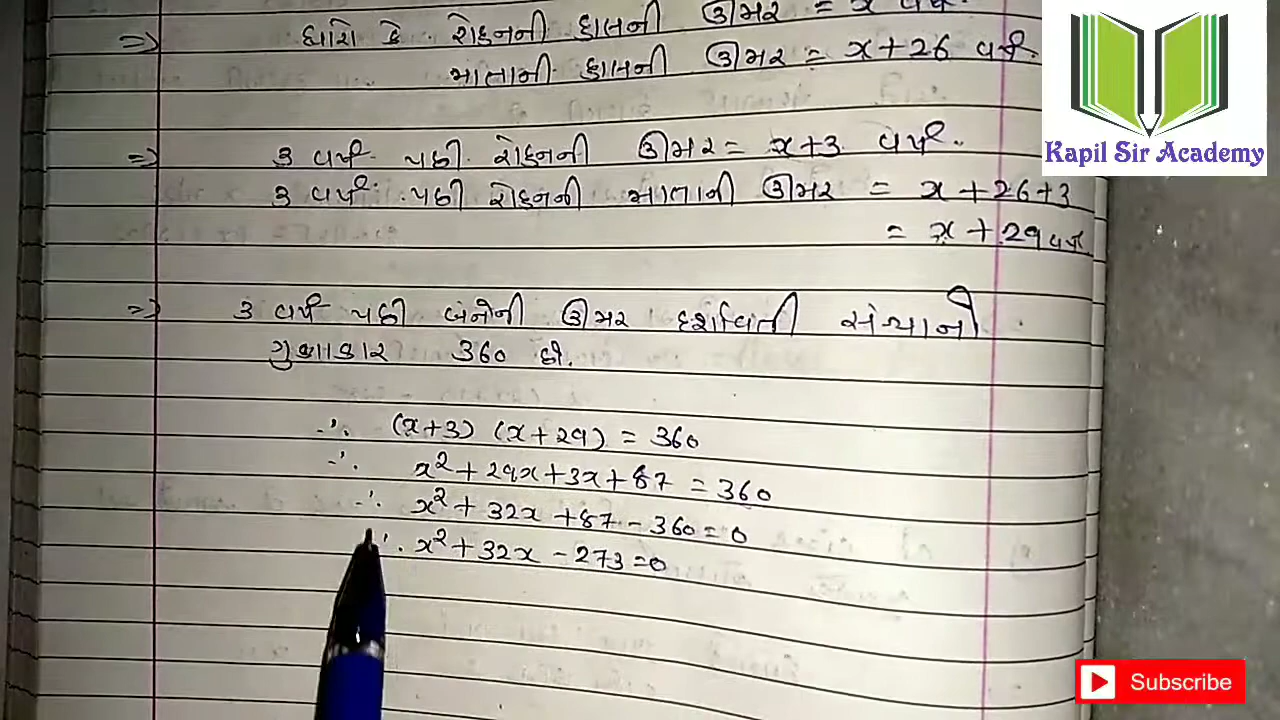 => ધારો કે રોહનની હાલની ઊંમર = x વર્ષ.
માતાની હાલની ઊંમર = x + 26 વર્ષ.
=> 3 વર્ષ પછી રોહનની ઊંમર = x+3 વર્ષ.
3 વર્ષ પછી રોહનની માતાની ઊંમર = x + 26 + 3
= x + 29 વર્ષ
=> 3 વર્ષ પછી બંનેની ઊંમર દર્શાવતી સંખ્યાનો
ગુણાકાર 360 છે.
∴ (x+3) (x+29) = 360
∴ x² + 29x + 3x + 87 = 360
∴ x² + 32x + 87 - 360 = 0
∴ x² + 32x - 273 = 0
Kapil Sir Academy
Subscribe